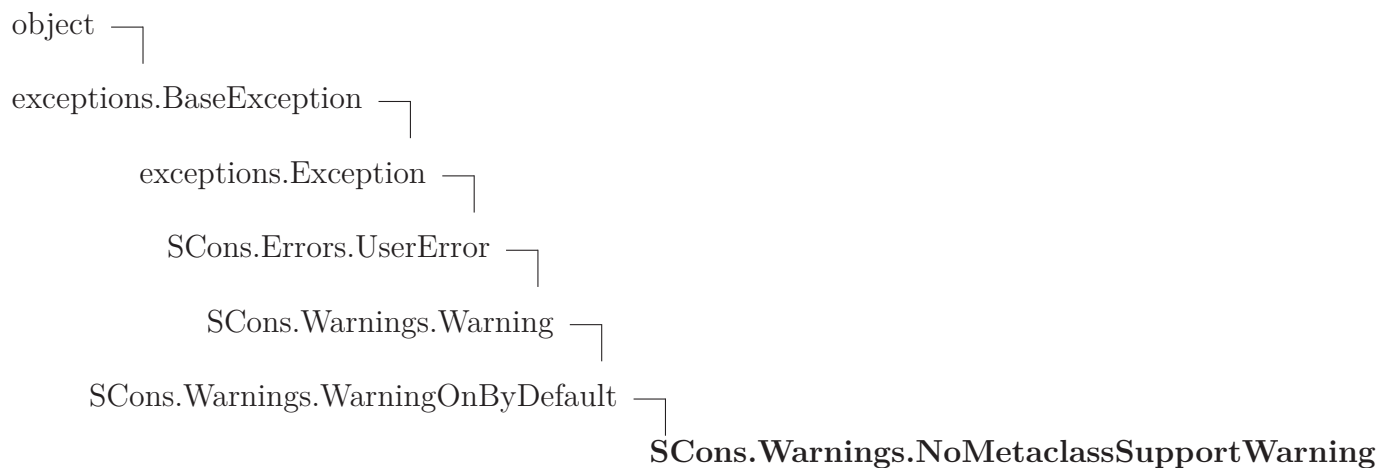 object
exceptions.BaseException
exceptions.Exception
SCons.Errors.UserError
SCons.Warnings.Warning
SCons.Warnings.WarningOnByDefault
SCons.Warnings.NoMetaclassSupportWarning